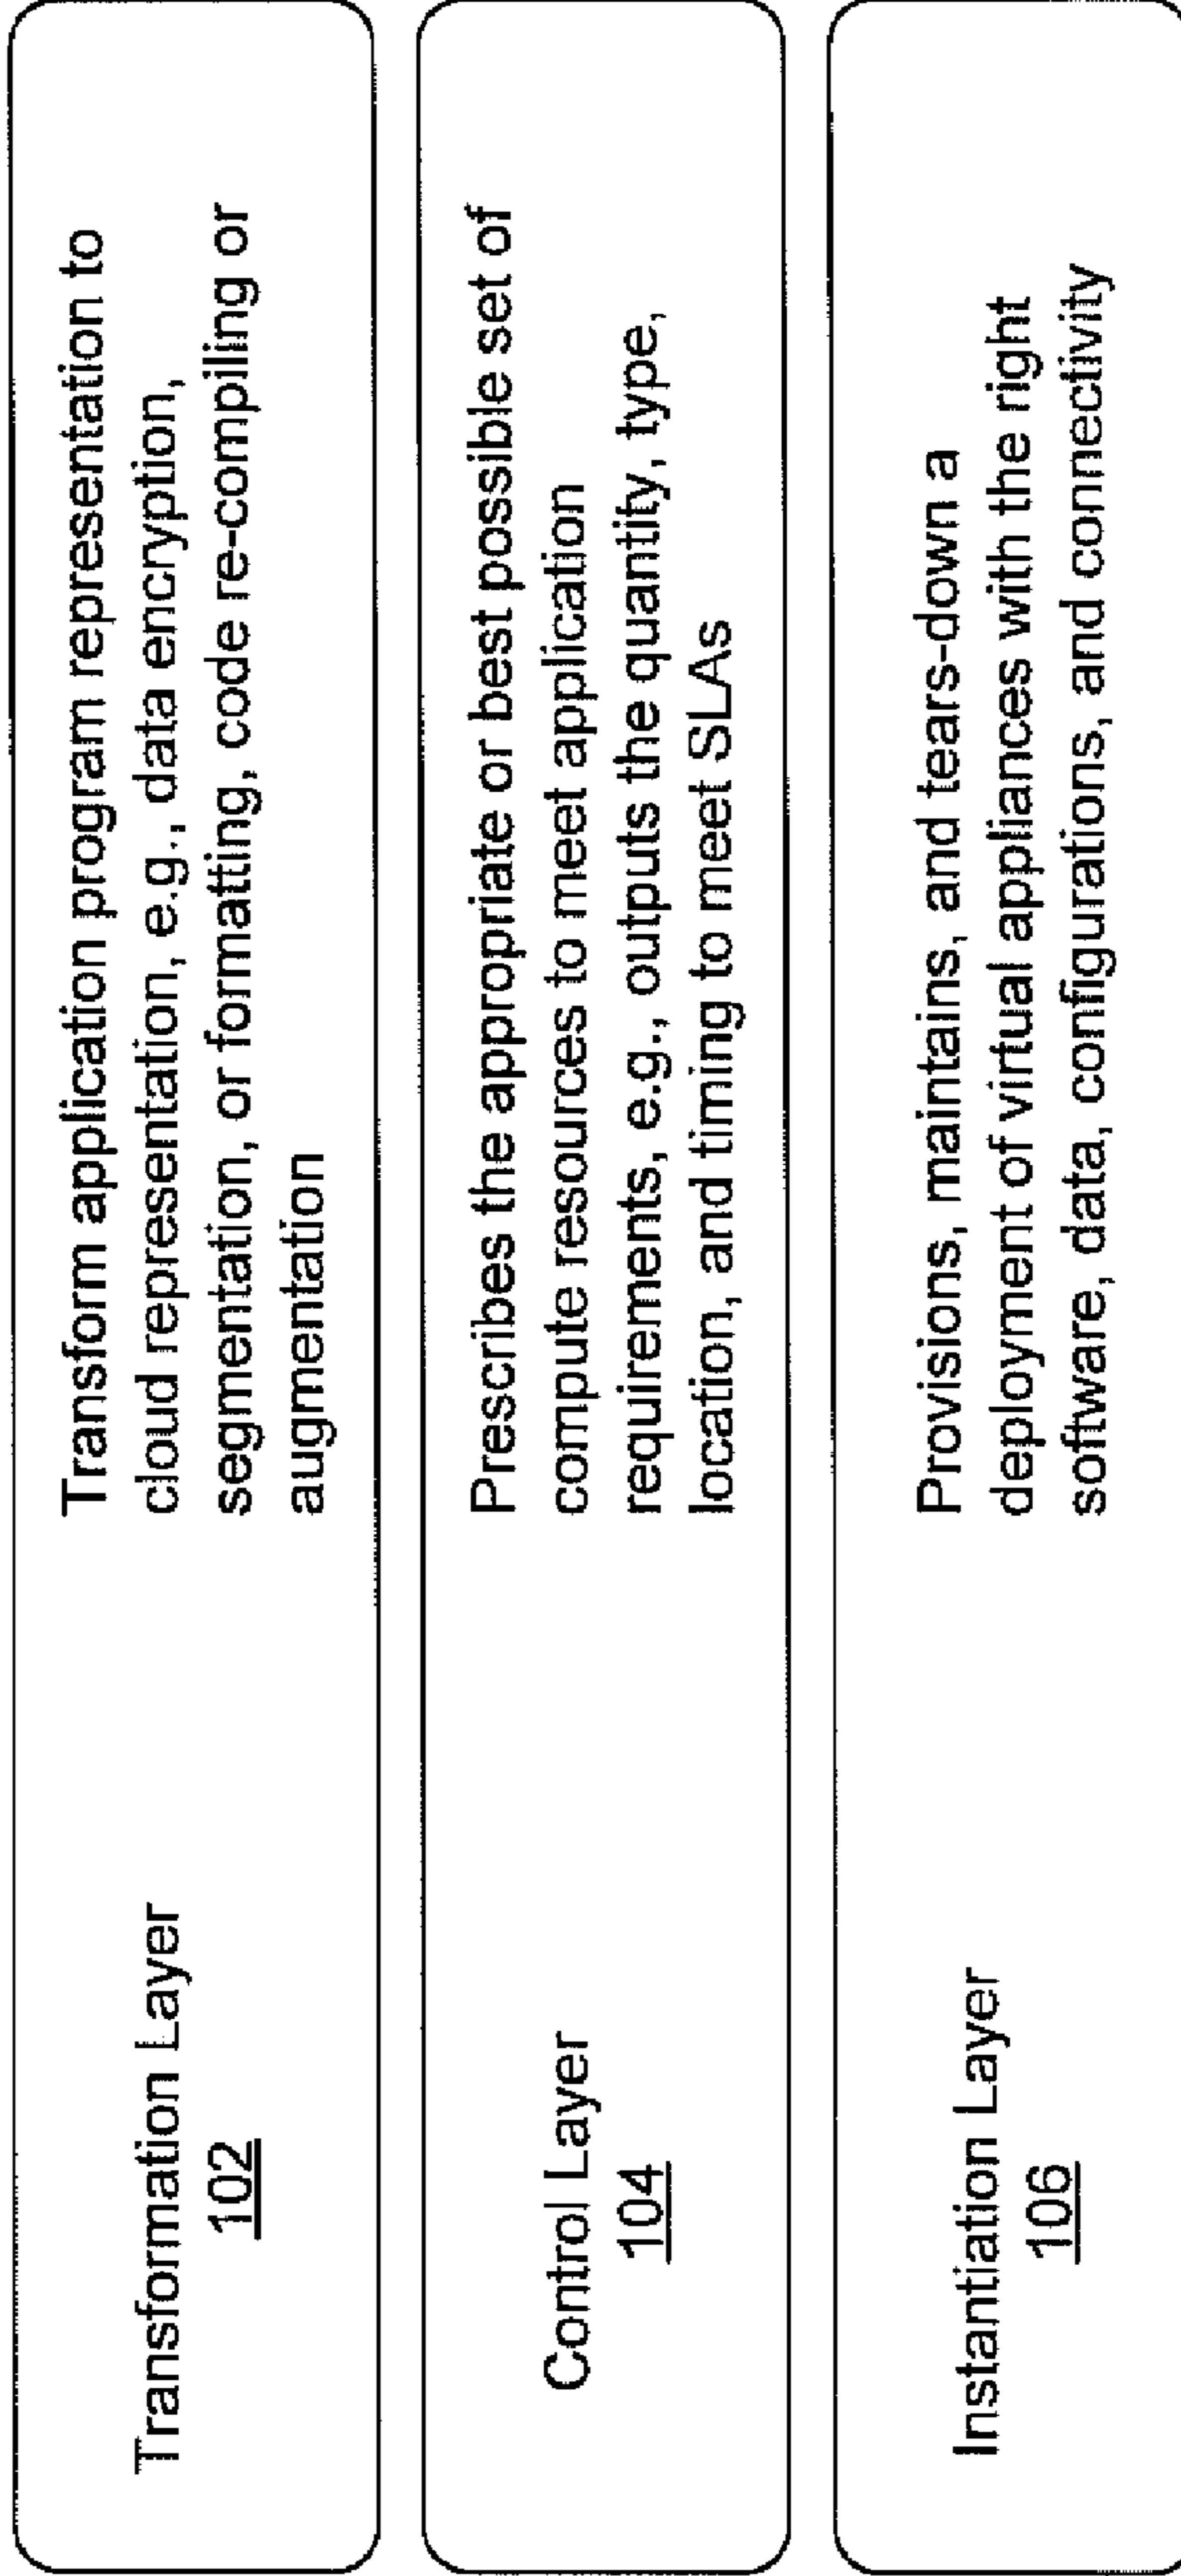 Transformation Layer
102
Transform application program representation to
cloud representation, e.g., data encryption,
segmentation, or formatting, code re-compiling or
augmentation
Control Layer
104
Prescribes the appropriate or best possible set of
compute resources to meet application
requirements, e.g., outputs the quantity, type,
location, and timing to meet SLAs
Instantiation Layer
106
Provisions, maintains, and tears-down a
deployment of virtual appliances with the right
software, data, configurations, and connectivity